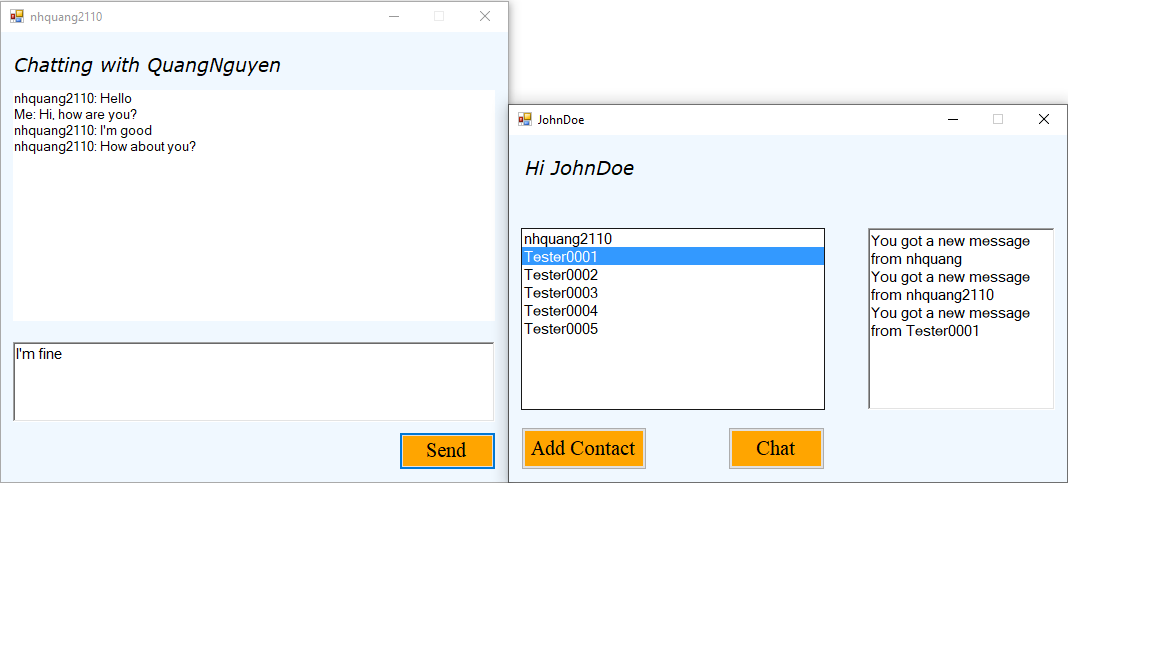 nhquang2110
Chatting with QuangNguyen
nhquang2110: Hello
Me: Hi, how are you?
nhquang2110: I'm good
nhquang2110: How about you?
I'm fine
Send
JohnDoe
Hi JohnDoe
nhquang2110
Tester0001
Tester0002
Tester0003
Tester0004
Tester0005
Add Contact
Chat
You got a new message
from nhquang
You got a new message
from nhquang2110
You got a new message
from Tester0001